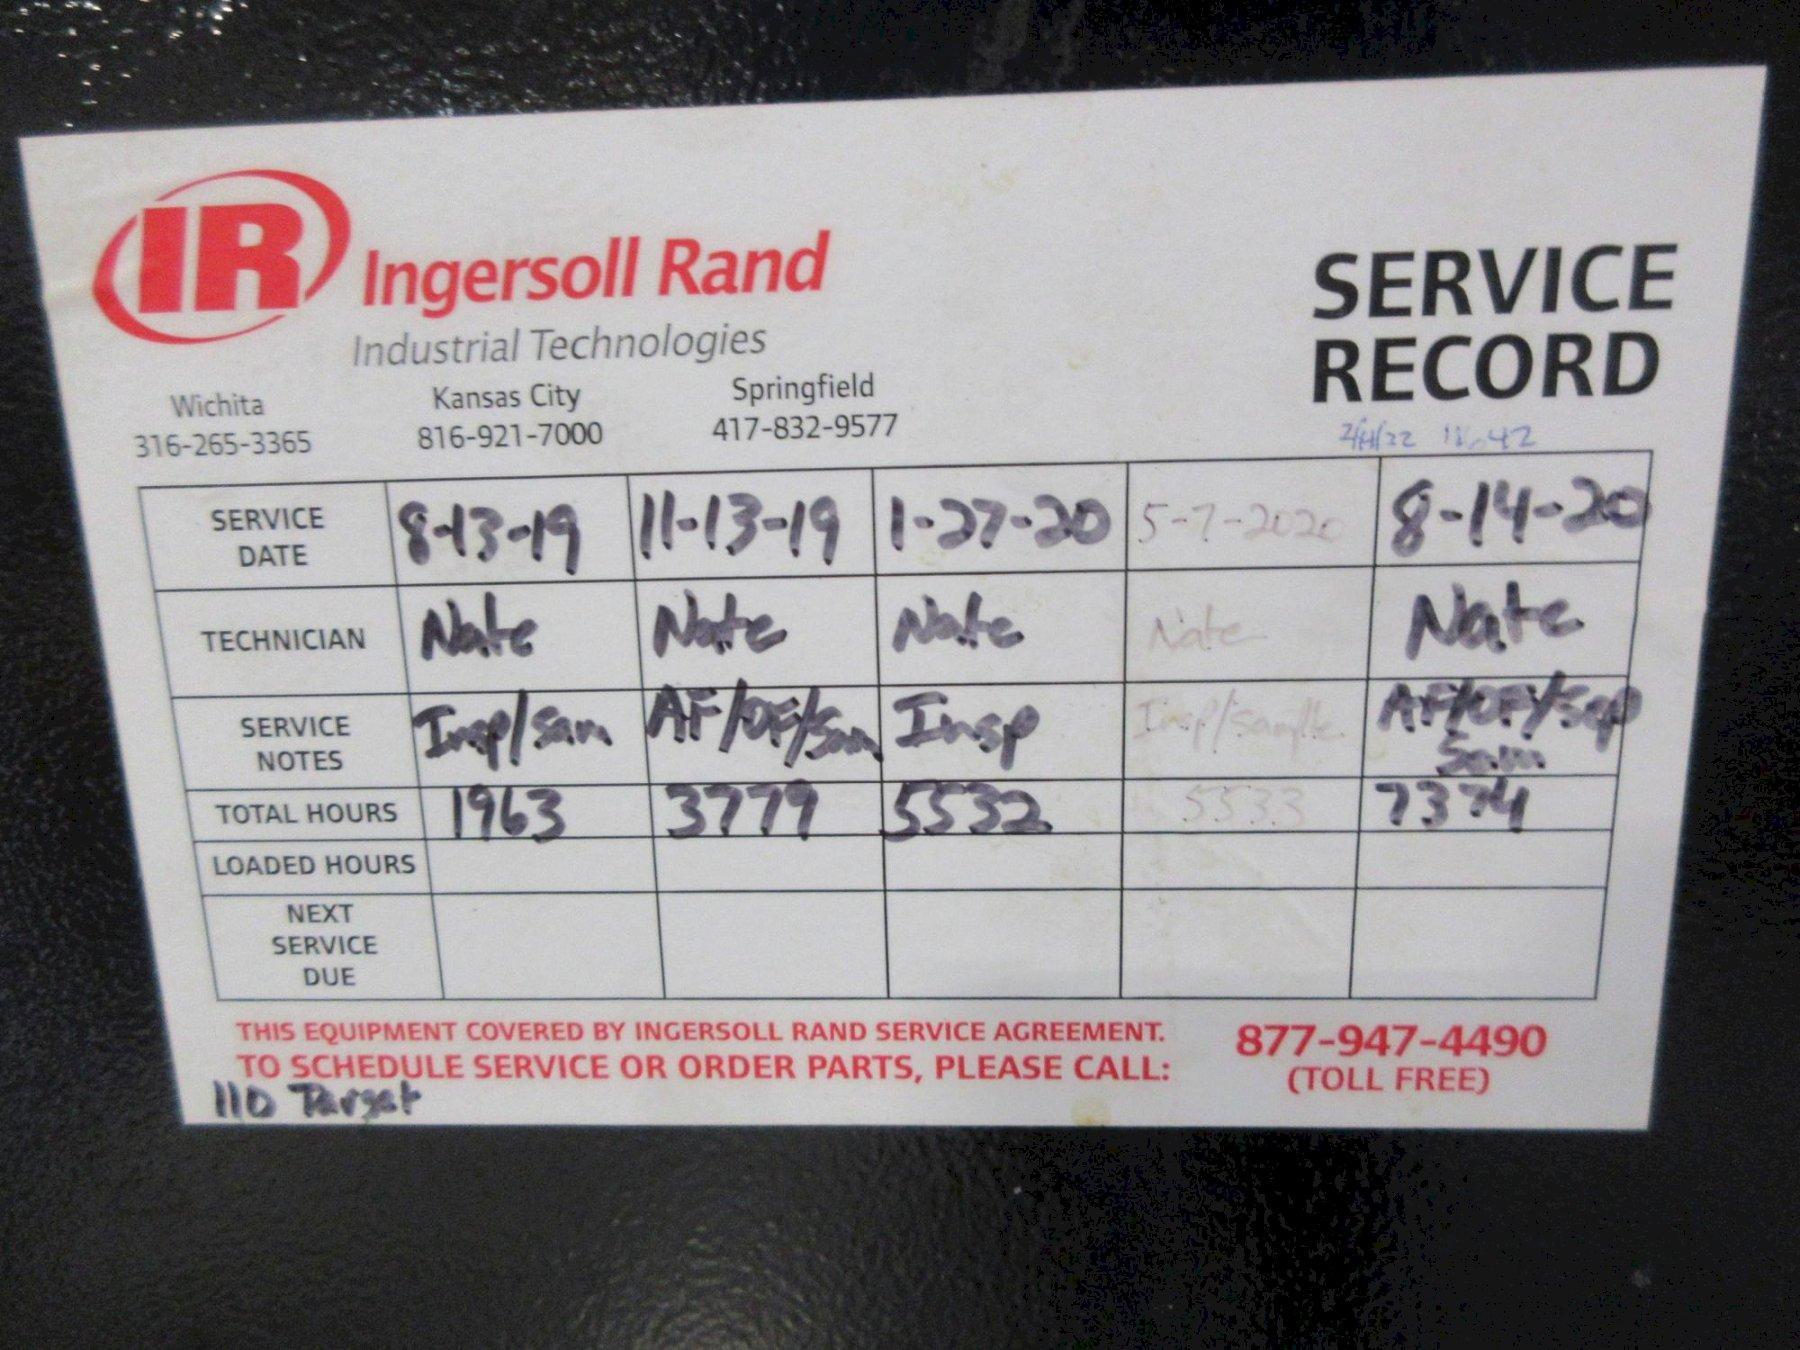 IR Ingersoll Rand
Industrial Technologies
SERVICE
RECORD
Wichita Kansas City Springfield
316-265-3365 816-921-7000 417-832-9577
SERVICE DATE 8-13-19 11-13-19 1-27-20 5-7-2020 8-14-20
TECHNICIAN Nate Nate Nate Nate Nate
SERVICE NOTES Insp/Sam AF/OF/Sam Insp Insp/Sample AF/OF/Sep
Sam
TOTAL HOURS 1963 3779 5532 5533 7374
LOADED HOURS
NEXT
SERVICE
DUE
THIS EQUIPMENT COVERED BY INGERSOLL RAND SERVICE AGREEMENT.
TO SCHEDULE SERVICE OR ORDER PARTS, PLEASE CALL: 877-947-4490
(TOLL FREE)
110 Target